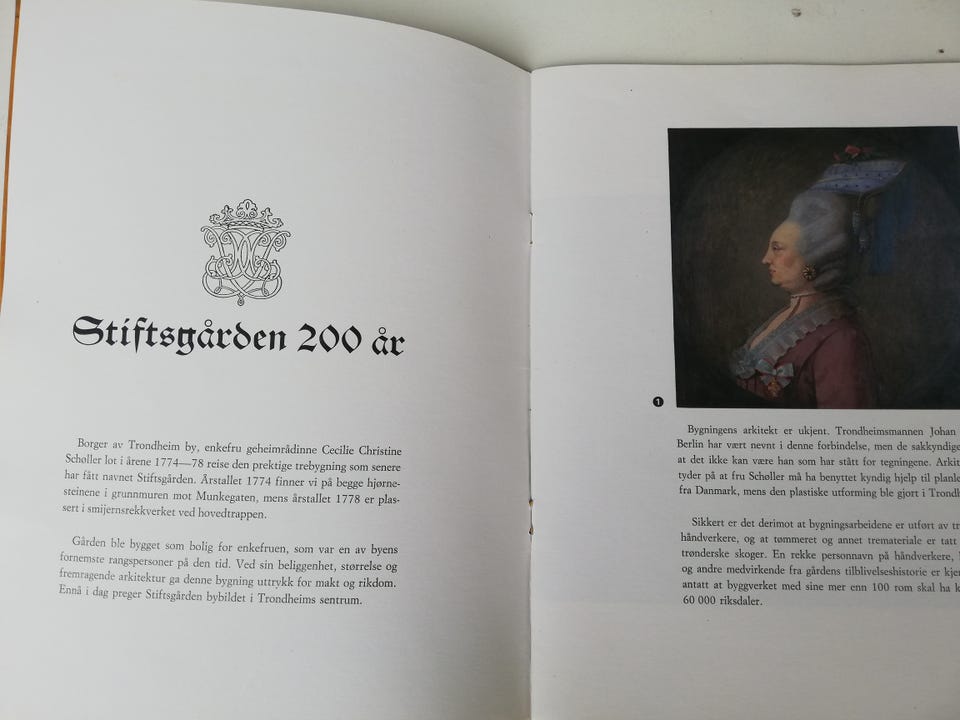 Stiftsgården 200 år
Borger av Trondheim by, enkefru geheimrådinne Cecilie Christine
Schøller lot i årene 1774—78 reise den prektige trebygning som senere
har fått navnet Stiftsgården. Årstallet 1774 finner vi på begge hjørne-
steinene i grunnmuren mot Munkegaten, mens årstallet 1778 er plas-
sert i smijernsrekkverket ved hovedtrappen.
Gården ble bygget som bolig for enkefruen, som var en av byens
fornemste rangspersoner på den tid. Ved sin beliggenhet, størrelse og
fremragende arkitektur ga denne bygning uttrykk for makt og rikdom.
Ennå i dag preger Stiftsgården bybildet i Trondheims sentrum.
1
Bygningens arkitekt er ukjent. Trondheimsmannen Johan
Berlin har vært nevnt i denne forbindelse, men de sakkyndige
at det ikke kan være han som har stått for tegningene.
tyder på at fru Schøller må ha benyttet kyndig hjelp til
fra Danmark, mens den plastiske utforming ble gjort i
Sikkert er det derimot at bygningsarbeidene er utført av
håndverkere, og at tømmeret og annet tremateriale er tatt
trønderske skoger. En rekke personnavn på håndverkere,
og andre medvirkende fra gårdens tilblivelseshistorie er
antatt at byggverket med sine mer enn 100 rom skal ha
60 000 riksdaler.